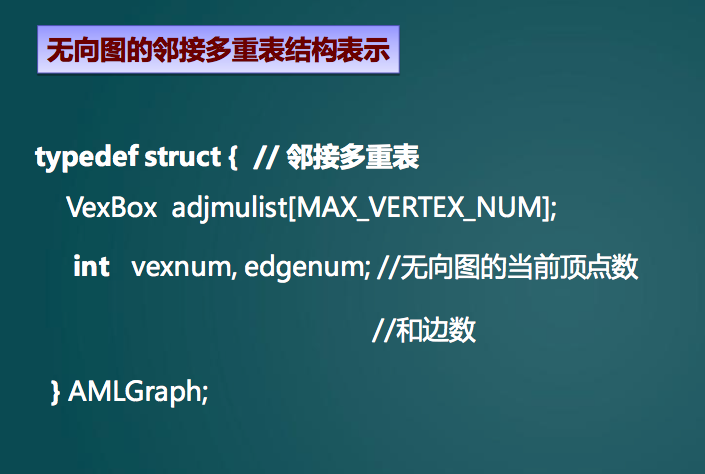 无向图的邻接多重表结构表示
typedef struct { // 邻接多重表
VexBox adjmulist[MAX_VERTEX_NUM];
int vexnum, edgenum; //无向图的当前顶点数
//和边数
} AMLGraph;